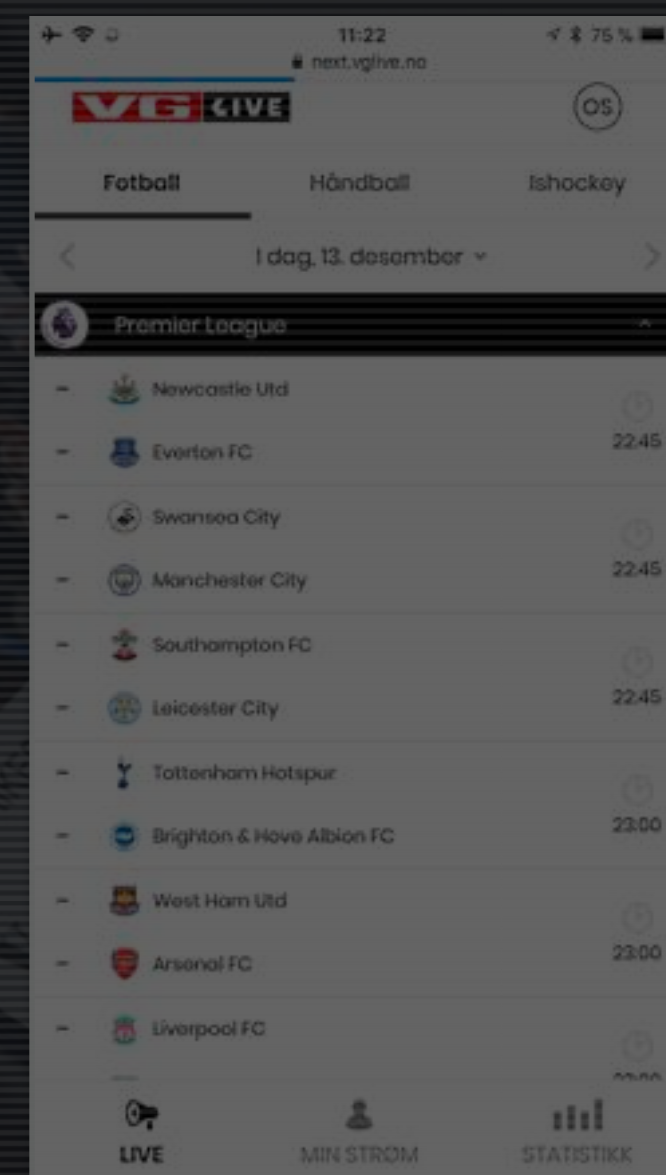 11:22
75 %
next.vglive.no
VG LIVE
OS
Fotball Håndball Ishockey
I dag, 13. desember
Premier League
- Newcastle Utd
22.45
- Everton FC
- Swansea City
22.45
- Manchester City
- Southampton FC
22.45
- Leicester City
- Tottenham Hotspur
23:00
- Brighton & Hove Albion FC
- West Ham Utd
23:00
- Arsenal FC
- Liverpool FC
LIVE MIN STRØM STATISTIKK